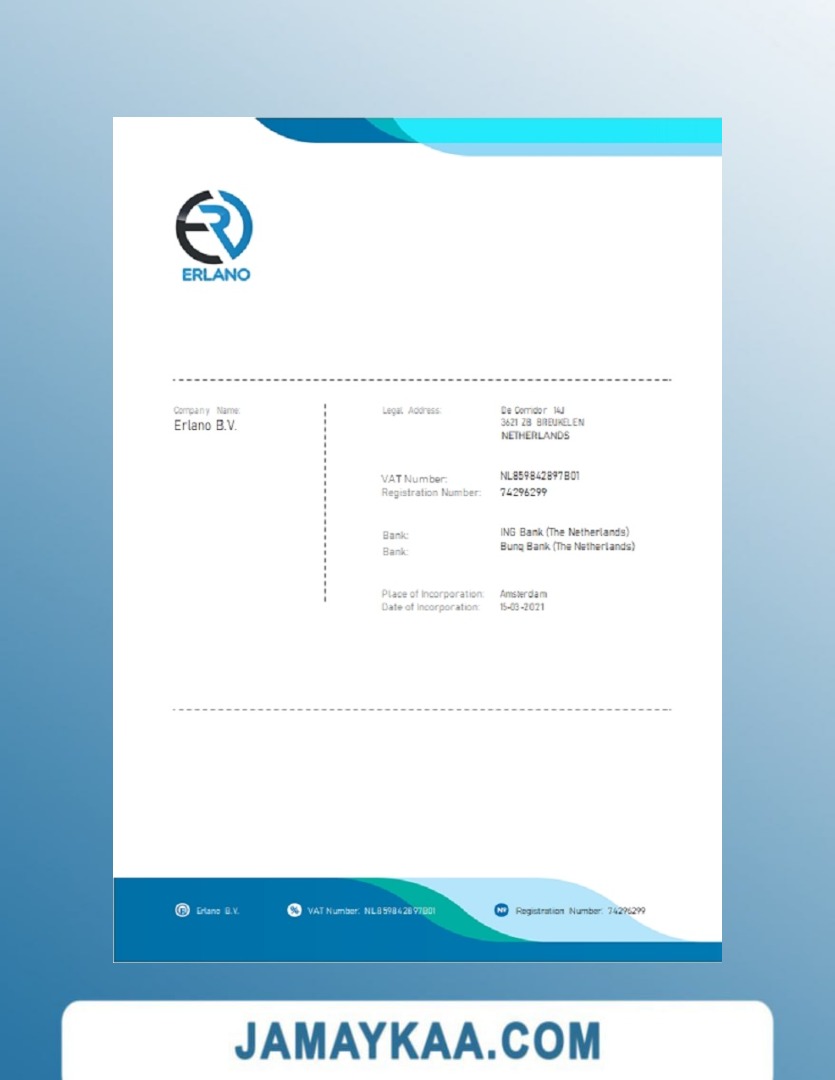 ERLANO
Company Name:
Erlano B.V.
Legal Address:
De Corridor 14J
3621 ZB BREUKELEN
NETHERLANDS
VAT Number:
NL859842897B01
Registration Number:
74296299
Bank:
ING Bank (The Netherlands)
Bank:
Bunq Bank (The Netherlands)
Place of Incorporation:
Amsterdam
Date of incorporation:
15-03-2021
Erlano B.V.
VAT Number: NL859842897B01
Registration Number: 74296299
JAMAYKAA.COM